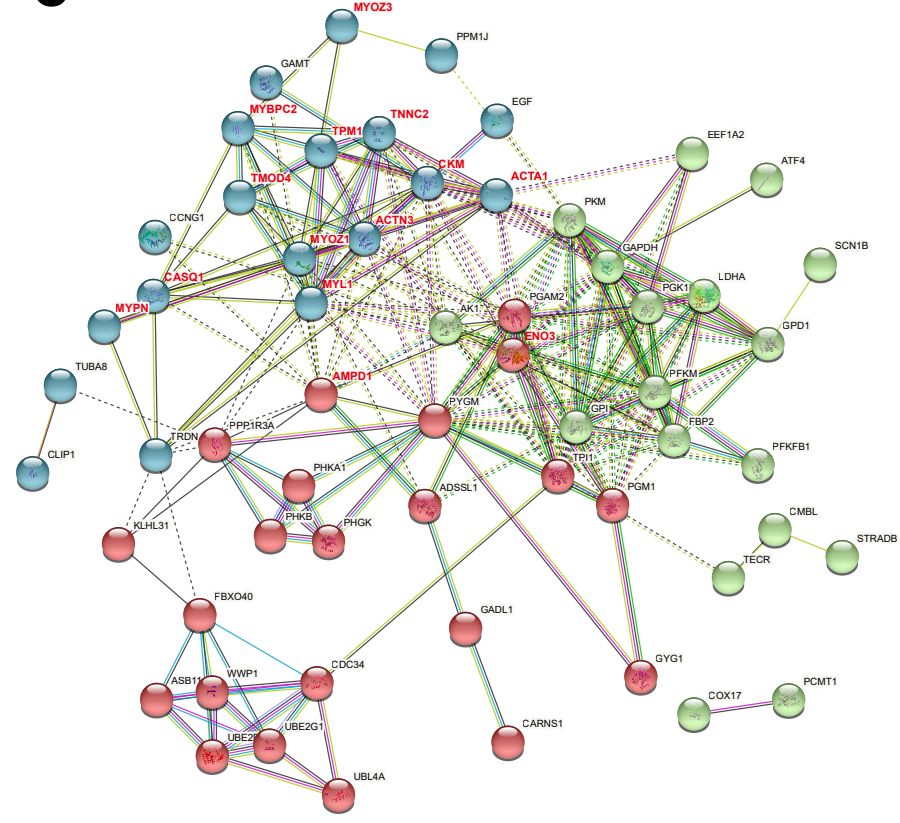 MYOZ3
PPM1J
GAMT
EGF
MYBPC2
TNNC2
TPM1
EEF1A2
ATF4
CKM
ACTA1
TMOD4
PKM
CCNG1
ACTN3
MYOZ1
GAPDH
SCN1B
CASQ1
MYL1
LDHA
PGK1
PGAM2
MYPN
AK1
GPD1
ENO3
TUBA8
AMPD1
PFKM
PYGM
GPI
FBP2
PPP1R3A
TRDN
CLIP1
TPI1
PFKFB1
PHKA1
ADSSL1
PGM1
PHKB
PHGK
CMBL
KLHL31
STRADB
TECR
FBXO40
GADL1
CDC34
GYG1
WWP1
ASB11
PCMT1
COX17
UBE2G1
CARNS1
UBL4A